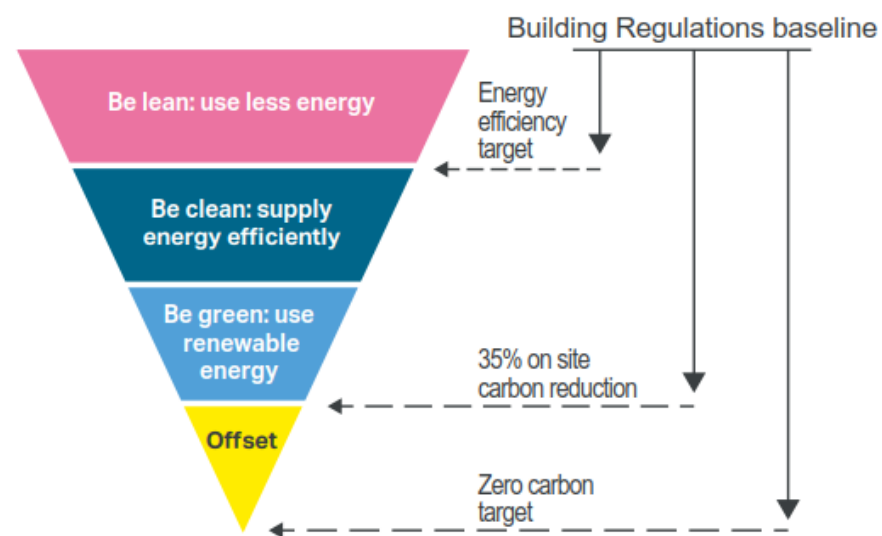 Building Regulations baseline
Be lean: use less energy
Energy
efficiency
target
Be clean: supply
energy efficiently
Be green: use
renewable
energy
35% on site
carbon reduction
Offset
Zero carbon
target